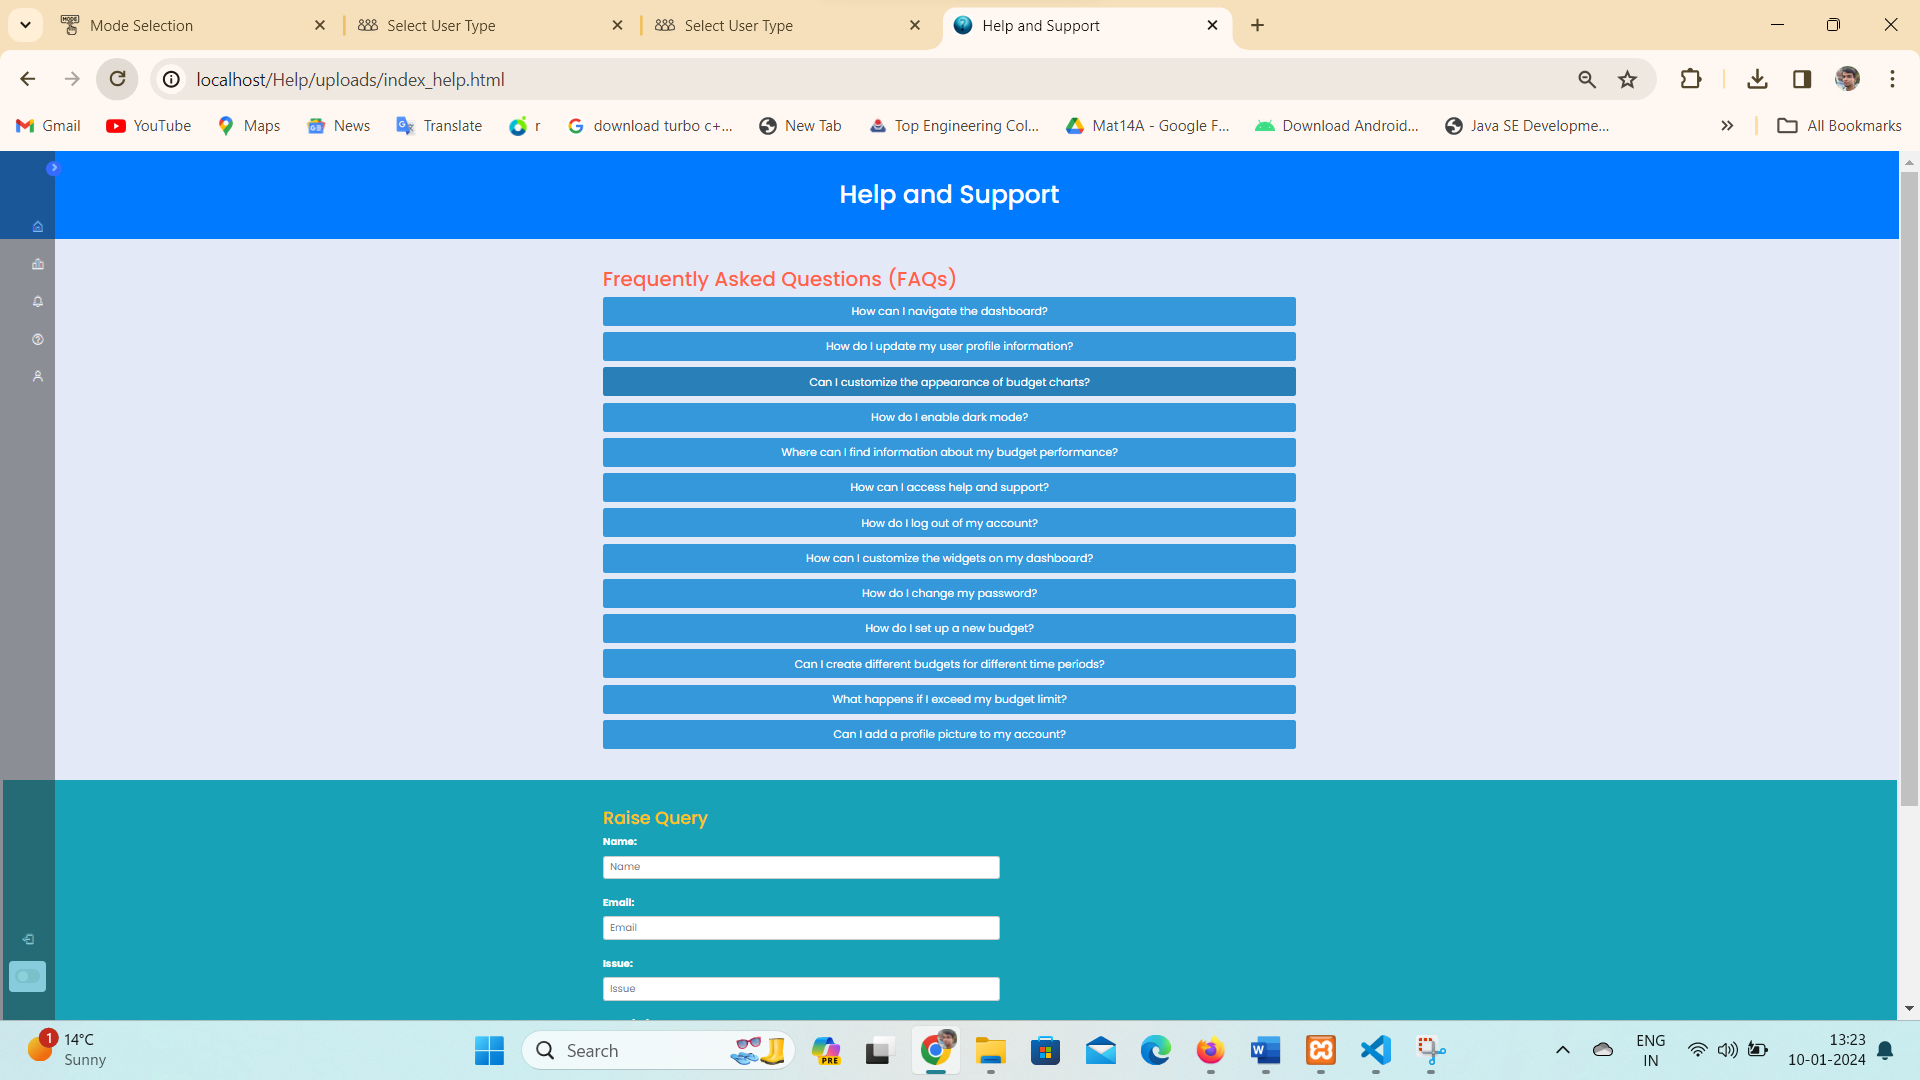 Mode Selection
Select User Type
Select User Type
Help and Support
localhost/Help/uploads/index_help.html
Gmail
YouTube
Maps
News
Translate
r
download turbo c+...
New Tab
Top Engineering Col...
Mat14A - Google F...
Download Android...
Java SE Developme...
All Bookmarks
Help and Support
Frequently Asked Questions (FAQs)
How can I navigate the dashboard?
How do I update my user profile information?
Can I customize the appearance of budget charts?
How do I enable dark mode?
Where can I find information about my budget performance?
How can I access help and support?
How do I log out of my account?
How can I customize the widgets on my dashboard?
How do I change my password?
How do I set up a new budget?
Can I create different budgets for different time periods?
What happens if I exceed my budget limit?
Can I add a profile picture to my account?
Raise Query
Name:
Name
Email:
Email
Issue:
Issue
1
14°C
Sunny
Search
PRE
ENG
IN
13:23
10-01-2024